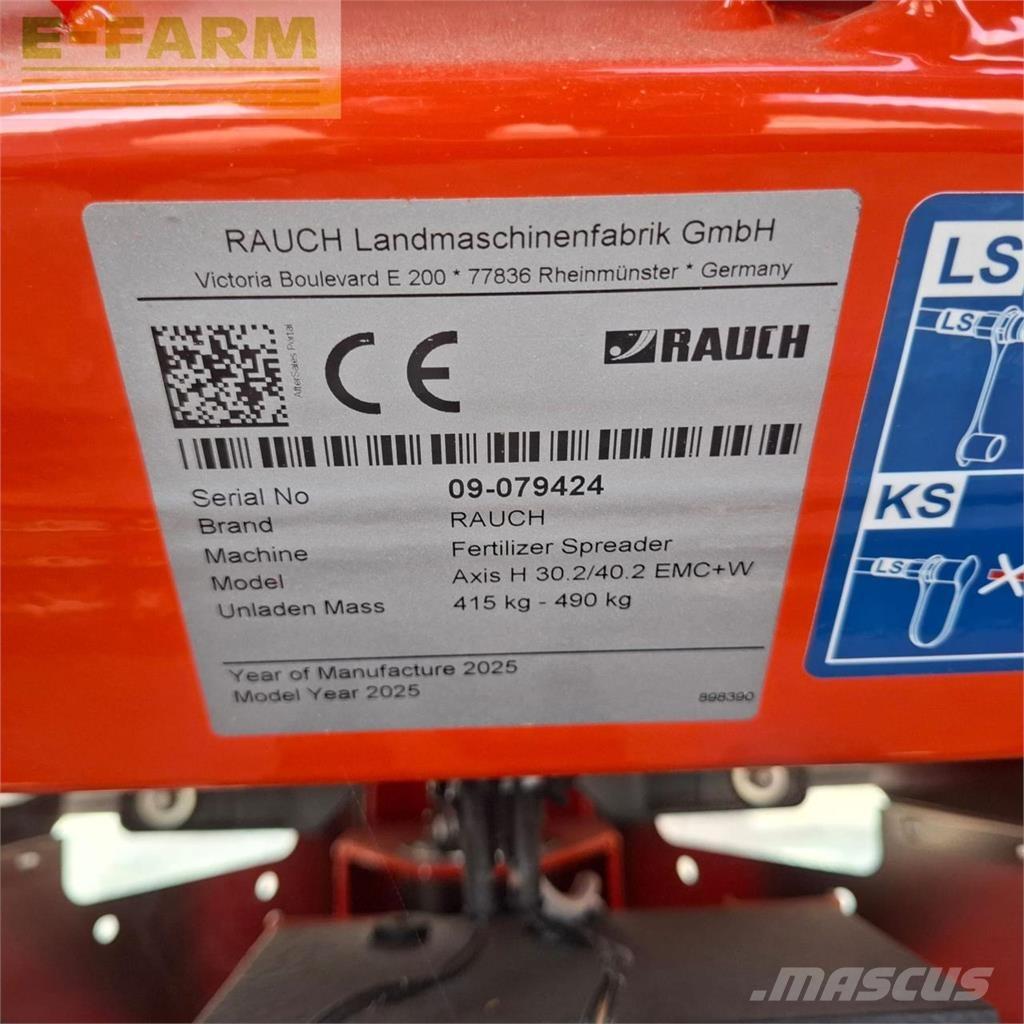 E-FARM
RAUCH Landmaschinenfabrik GmbH
Victoria Boulevard E 200 * 77836 Rheinmünster * Germany
AfterSales Portal
CE
RAUCH
Serial No 09-079424
Brand RAUCH
Machine Fertilizer Spreader
Model Axis H 30.2/40.2 EMC+W
Unladen Mass 415 kg - 490 kg
Year of Manufacture 2025
Model Year 2025
898390
LS
LS
KS
LS
MASCUS